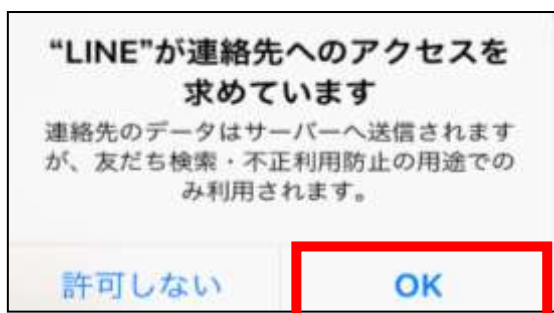 “LINE”が連絡先へのアクセスを
求めています
連絡先のデータはサーバーへ送信されます
が、友だち検索・不正利用防止の用途での
み利用されます。
許可しない
OK